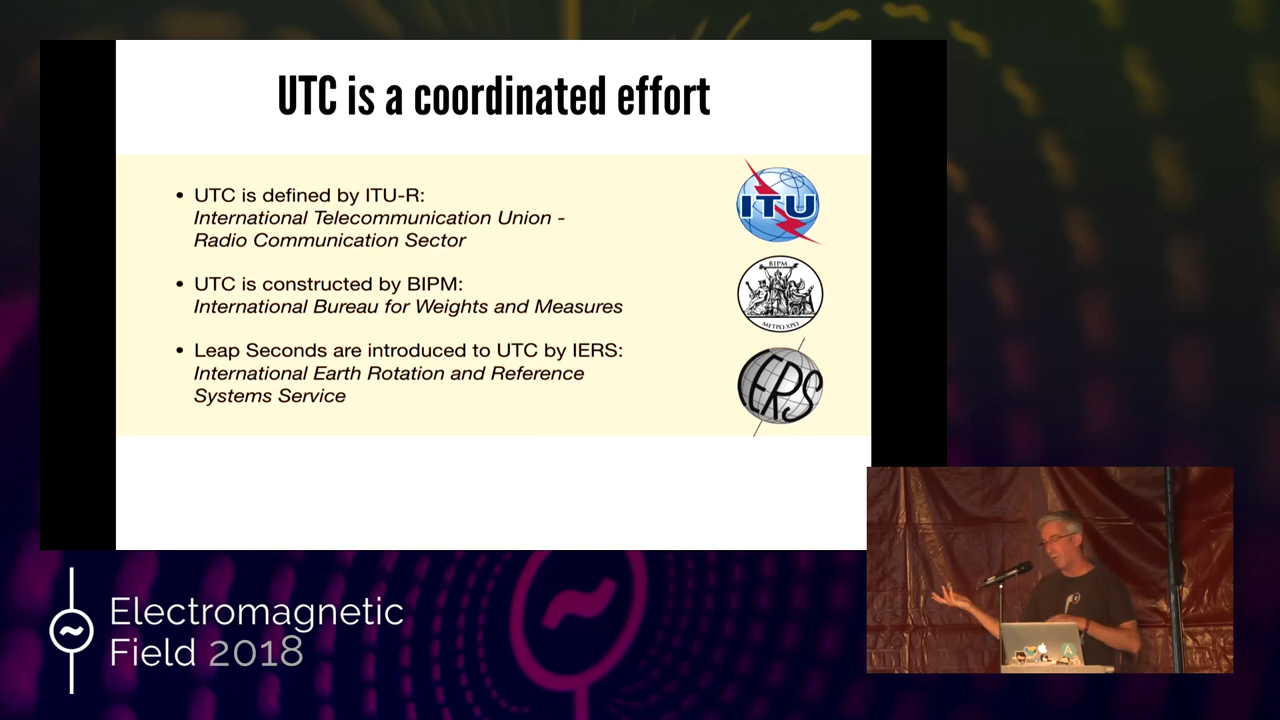 UTC is a coordinated effort
• UTC is defined by ITU-R:
International Telecommunication Union -
Radio Communication Sector
• UTC is constructed by BIPM:
International Bureau for Weights and Measures
• Leap Seconds are introduced to UTC by IERS:
International Earth Rotation and Reference
Systems Service
ITU
BIPM
ΜΕΤΡΩ ΧΡΩ
IERS
Electromagnetic
Field 2018